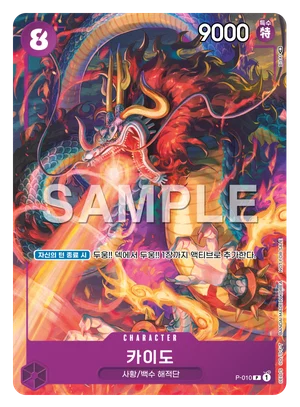 8
9000
특수
特
SAMPLE
자신의 턴 종료 시 두웅!! 덱에서 두웅!! 1장까지 액티브로 추가한다.
CHARACTER
카이도
사황/백수 해적단
P-010 P 1